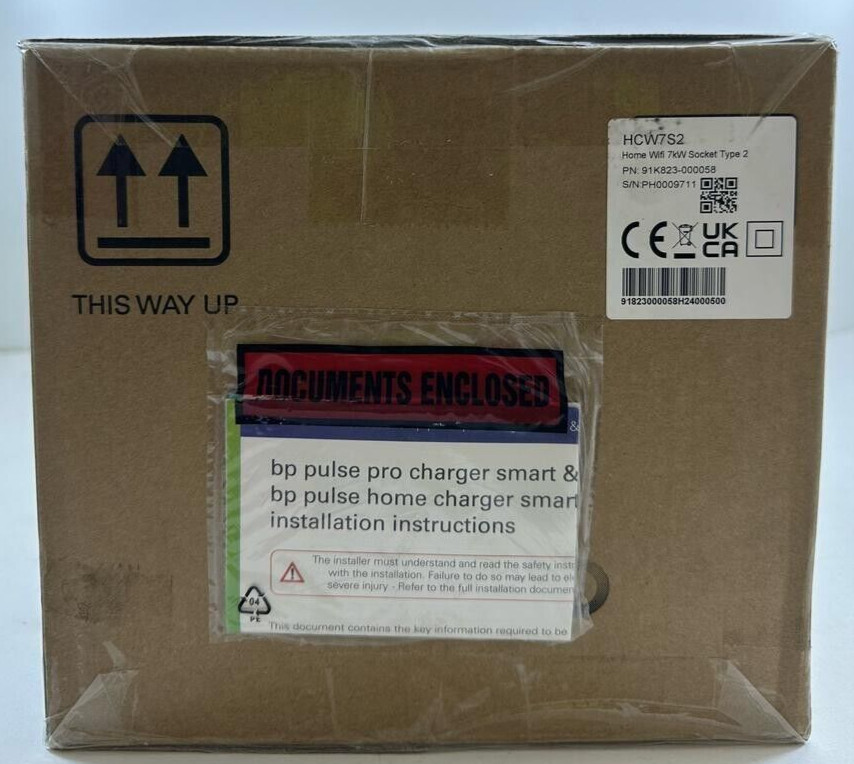 THIS WAY UP
HCW7S2
Home Wifi 7kW Socket Type 2
PN: 91K823-000058
S/N:PH0009711
CE UK
CA
91823000058H24000500
DOCUMENTS ENCLOSED
&
bp pulse pro charger smart &
bp pulse home charger smart
installation instructions
The installer must understand and read the safety inst
with the installation. Failure to do so may lead to el
severe injury - Refer to the full installation documen
04
PE
This document contains the key information required to be